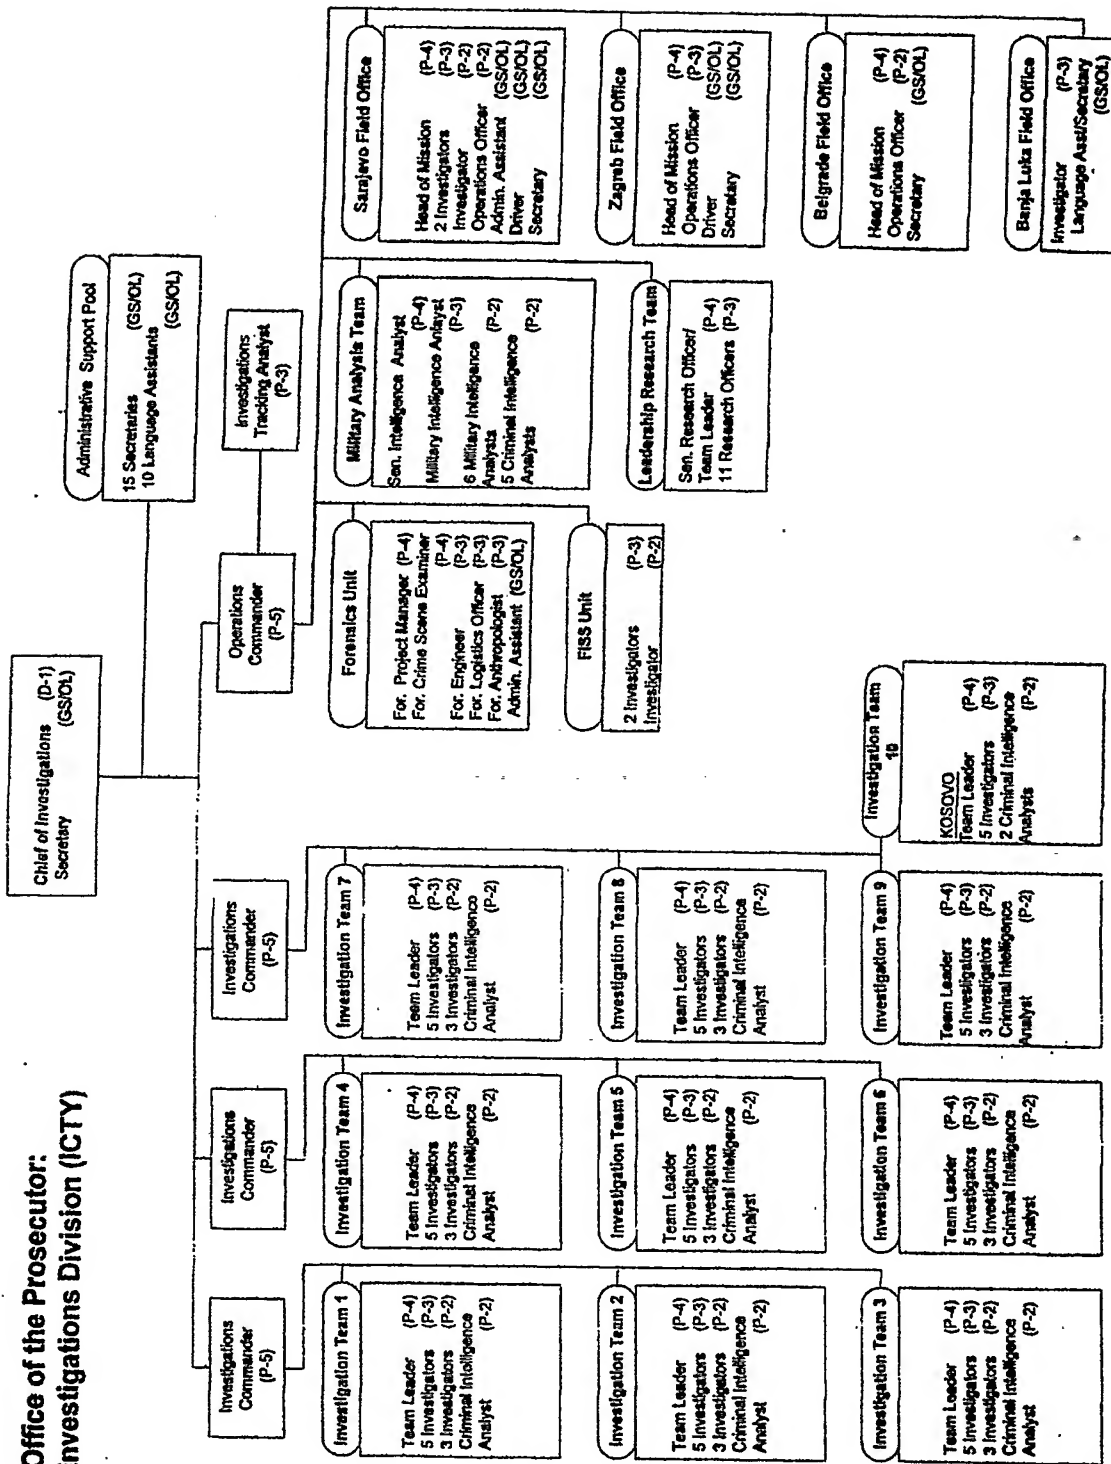 Office of the Prosecutor:
Investigations Division (ICTY)
Chief of Investigations (D-1)
Secretary (GS/OL)
Administrative Support Pool
15 Secretaries (GS/OL)
10 Language Assistants
(GS/OL)
Investigations
Commander
(P-5)
Investigations
Commander
(P-5)
Investigations
Commander
(P-5)
Operations
Commander
(P-5)
Investigations
Tracking Analyst
(P-3)
Investigation Team 1
Team Leader (P-4)
5 Investigators (P-3)
3 Investigators (P-2)
Criminal Intelligence
Analyst (P-2)
Investigation Team 2
Team Leader (P-4)
5 Investigators (P-3)
3 Investigators (P-2)
Criminal Intelligence
Analyst (P-2)
Investigation Team 3
Team Leader (P-4)
5 Investigators (P-3)
3 Investigators (P-2)
Criminal Intelligence
Analyst (P-2)
Investigation Team 4
Team Leader (P-4)
5 Investigators (P-3)
3 Investigators (P-2)
Criminal Intelligence
Analyst (P-2)
Investigation Team 5
Team Leader (P-4)
5 Investigators (P-3)
3 Investigators (P-2)
Criminal Intelligence
Analyst (P-2)
Investigation Team 6
Team Leader (P-4)
5 Investigators (P-3)
3 Investigators (P-2)
Criminal Intelligence
Analyst (P-2)
Investigation Team 7
Team Leader (P-4)
5 Investigators (P-3)
3 Investigators (P-2)
Criminal Intelligence
Analyst (P-2)
Investigation Team 8
Team Leader (P-4)
5 Investigators (P-3)
3 Investigators (P-2)
Criminal Intelligence
Analyst (P-2)
Investigation Team 9
Team Leader (P-4)
5 Investigators (P-3)
3 Investigators (P-2)
Criminal Intelligence
Analyst (P-2)
Investigation Team
10
KOSOVO
Team Leader (P-4)
5 Investigators (P-3)
2 Criminal Intelligence
Analysts (P-2)
Forensics Unit
For. Project Manager (P-4)
For. Crime Scene Examiner
(P-4)
For. Engineer (P-3)
For. Logistics Officer (P-3)
For. Anthropologist (P-3)
Admin. Assistant (GS/OL)
FISS Unit
2 Investigators (P-3)
Investigator (P-2)
Military Analysis Team
Sen. Intelligence Analyst
(P-4)
Military Intelligence Anlayst
(P-3)
6 Military Intelligence
Analysts (P-2)
5 Criminal Intelligence
Analysts (P-2)
Leadership Research Team
Sen. Research Officer/
Team Leader (P-4)
11 Research Officers (P-3)
Sarajevo Field Office
Head of Mission (P-4)
2 Investigators (P-3)
Investigator (P-2)
Operations Officer (P-2)
Admin. Assistant (GS/OL)
Driver (GS/OL)
Secretary (GS/OL)
Zagreb Field Office
Head of Mission (P-4)
Operations Officer (P-3)
Driver (GS/OL)
Secretary (GS/OL)
Belgrade Field Office
Head of Mission (P-4)
Operations Officer (P-2)
Secretary (GS/OL)
Banja Luka Field Office
Investigator (P-3)
Language Asst/Secretary
(GS/OL)